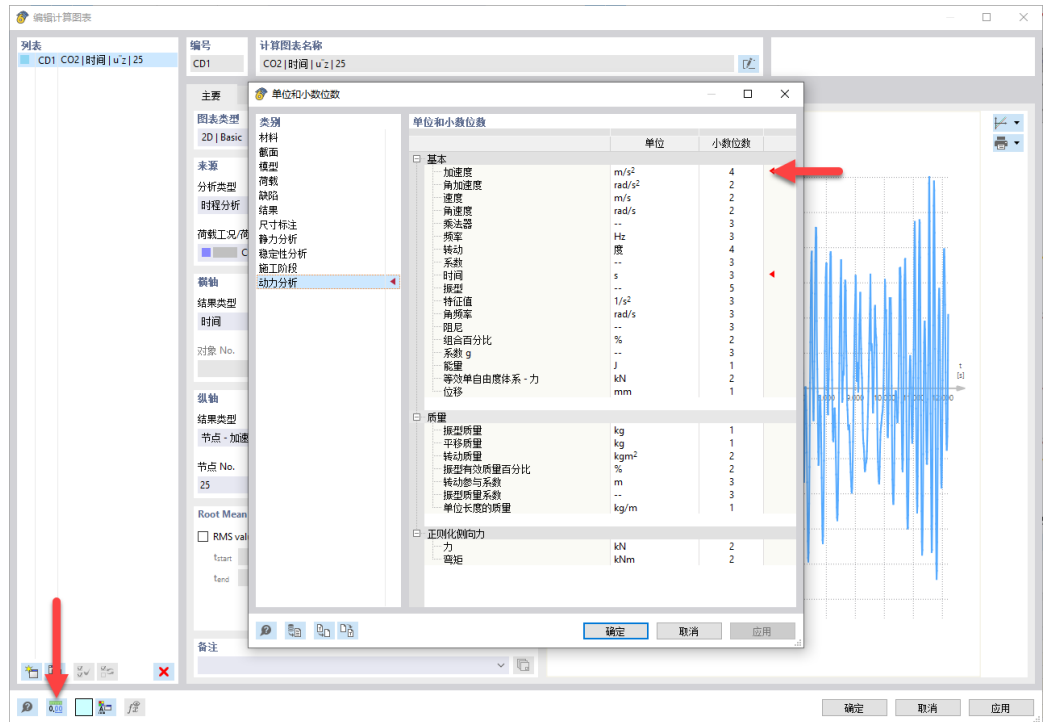 编辑计算图表
列表
CD1 CO2 | 时间 | u¨z | 25
编号
CD1
计算图表名称
CO2 | 时间 | u¨z | 25
主要
图表类型
2D | Basic
来源
分析类型
时程分析
荷载工况/荷
C
横轴
结果类型
时间
对象 No.
纵轴
结果类型
节点 - 加速
节点 No.
25
Root Mean
RMS val
tstart
tend
备注
单位和小数位数
类别
材料
截面
模型
荷载
缺陷
结果
尺寸标注
静力分析
稳定性分析
施工阶段
动力分析
单位和小数位数
单位 小数位数
基本
加速度 m/s² 4
角加速度 rad/s² 2
速度 m/s 2
角速度 rad/s 2
乘法器 -- 3
频率 Hz 3
转动 度 4
系数 -- 3
时间 s 3
振型 -- 5
特征值 1/s² 3
角频率 rad/s 3
阻尼 -- 3
组合百分比 % 2
系数 g -- 3
能量 J 1
等效单自由度体系 - 力 kN 2
位移 mm 1
质量
振型质量 kg 1
平移质量 kg 1
转动质量 kgm² 2
振型有效质量百分比 % 2
转动参与系数 m 3
振型质量系数 -- 3
单位长度的质量 kg/m 1
正则化侧向力
力 kN 2
弯矩 kNm 2
确定 取消 应用
t
[s]
9.000
确定 取消 应用